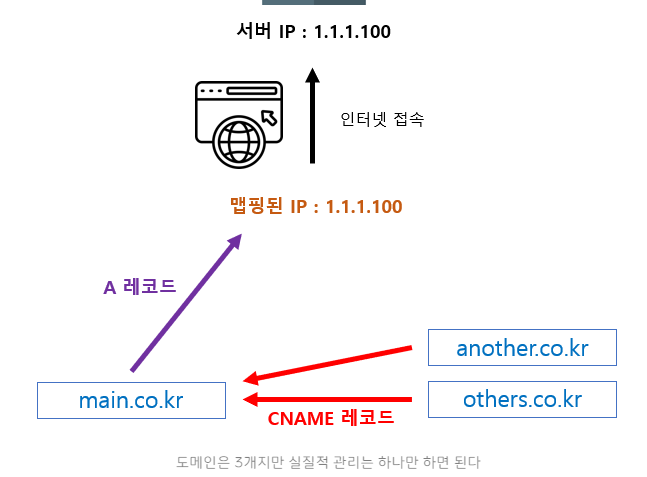 서버 IP : 1.1.1.100
인터넷 접속
맵핑된 IP : 1.1.1.100
A 레코드
another.co.kr
main.co.kr
others.co.kr
CNAME 레코드
도메인은 3개지만 실질적 관리는 하나만 하면 된다